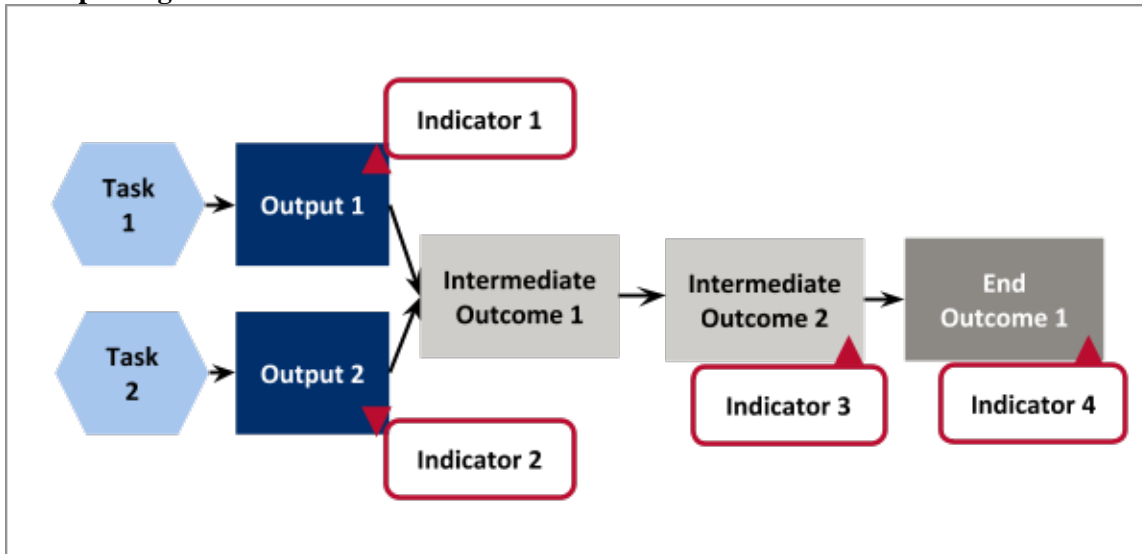 Indicator 1
Task
1
Output 1
Intermediate
Outcome 1
Intermediate
Outcome 2
End
Outcome 1
Task
2
Output 2
Indicator 3
Indicator 4
Indicator 2